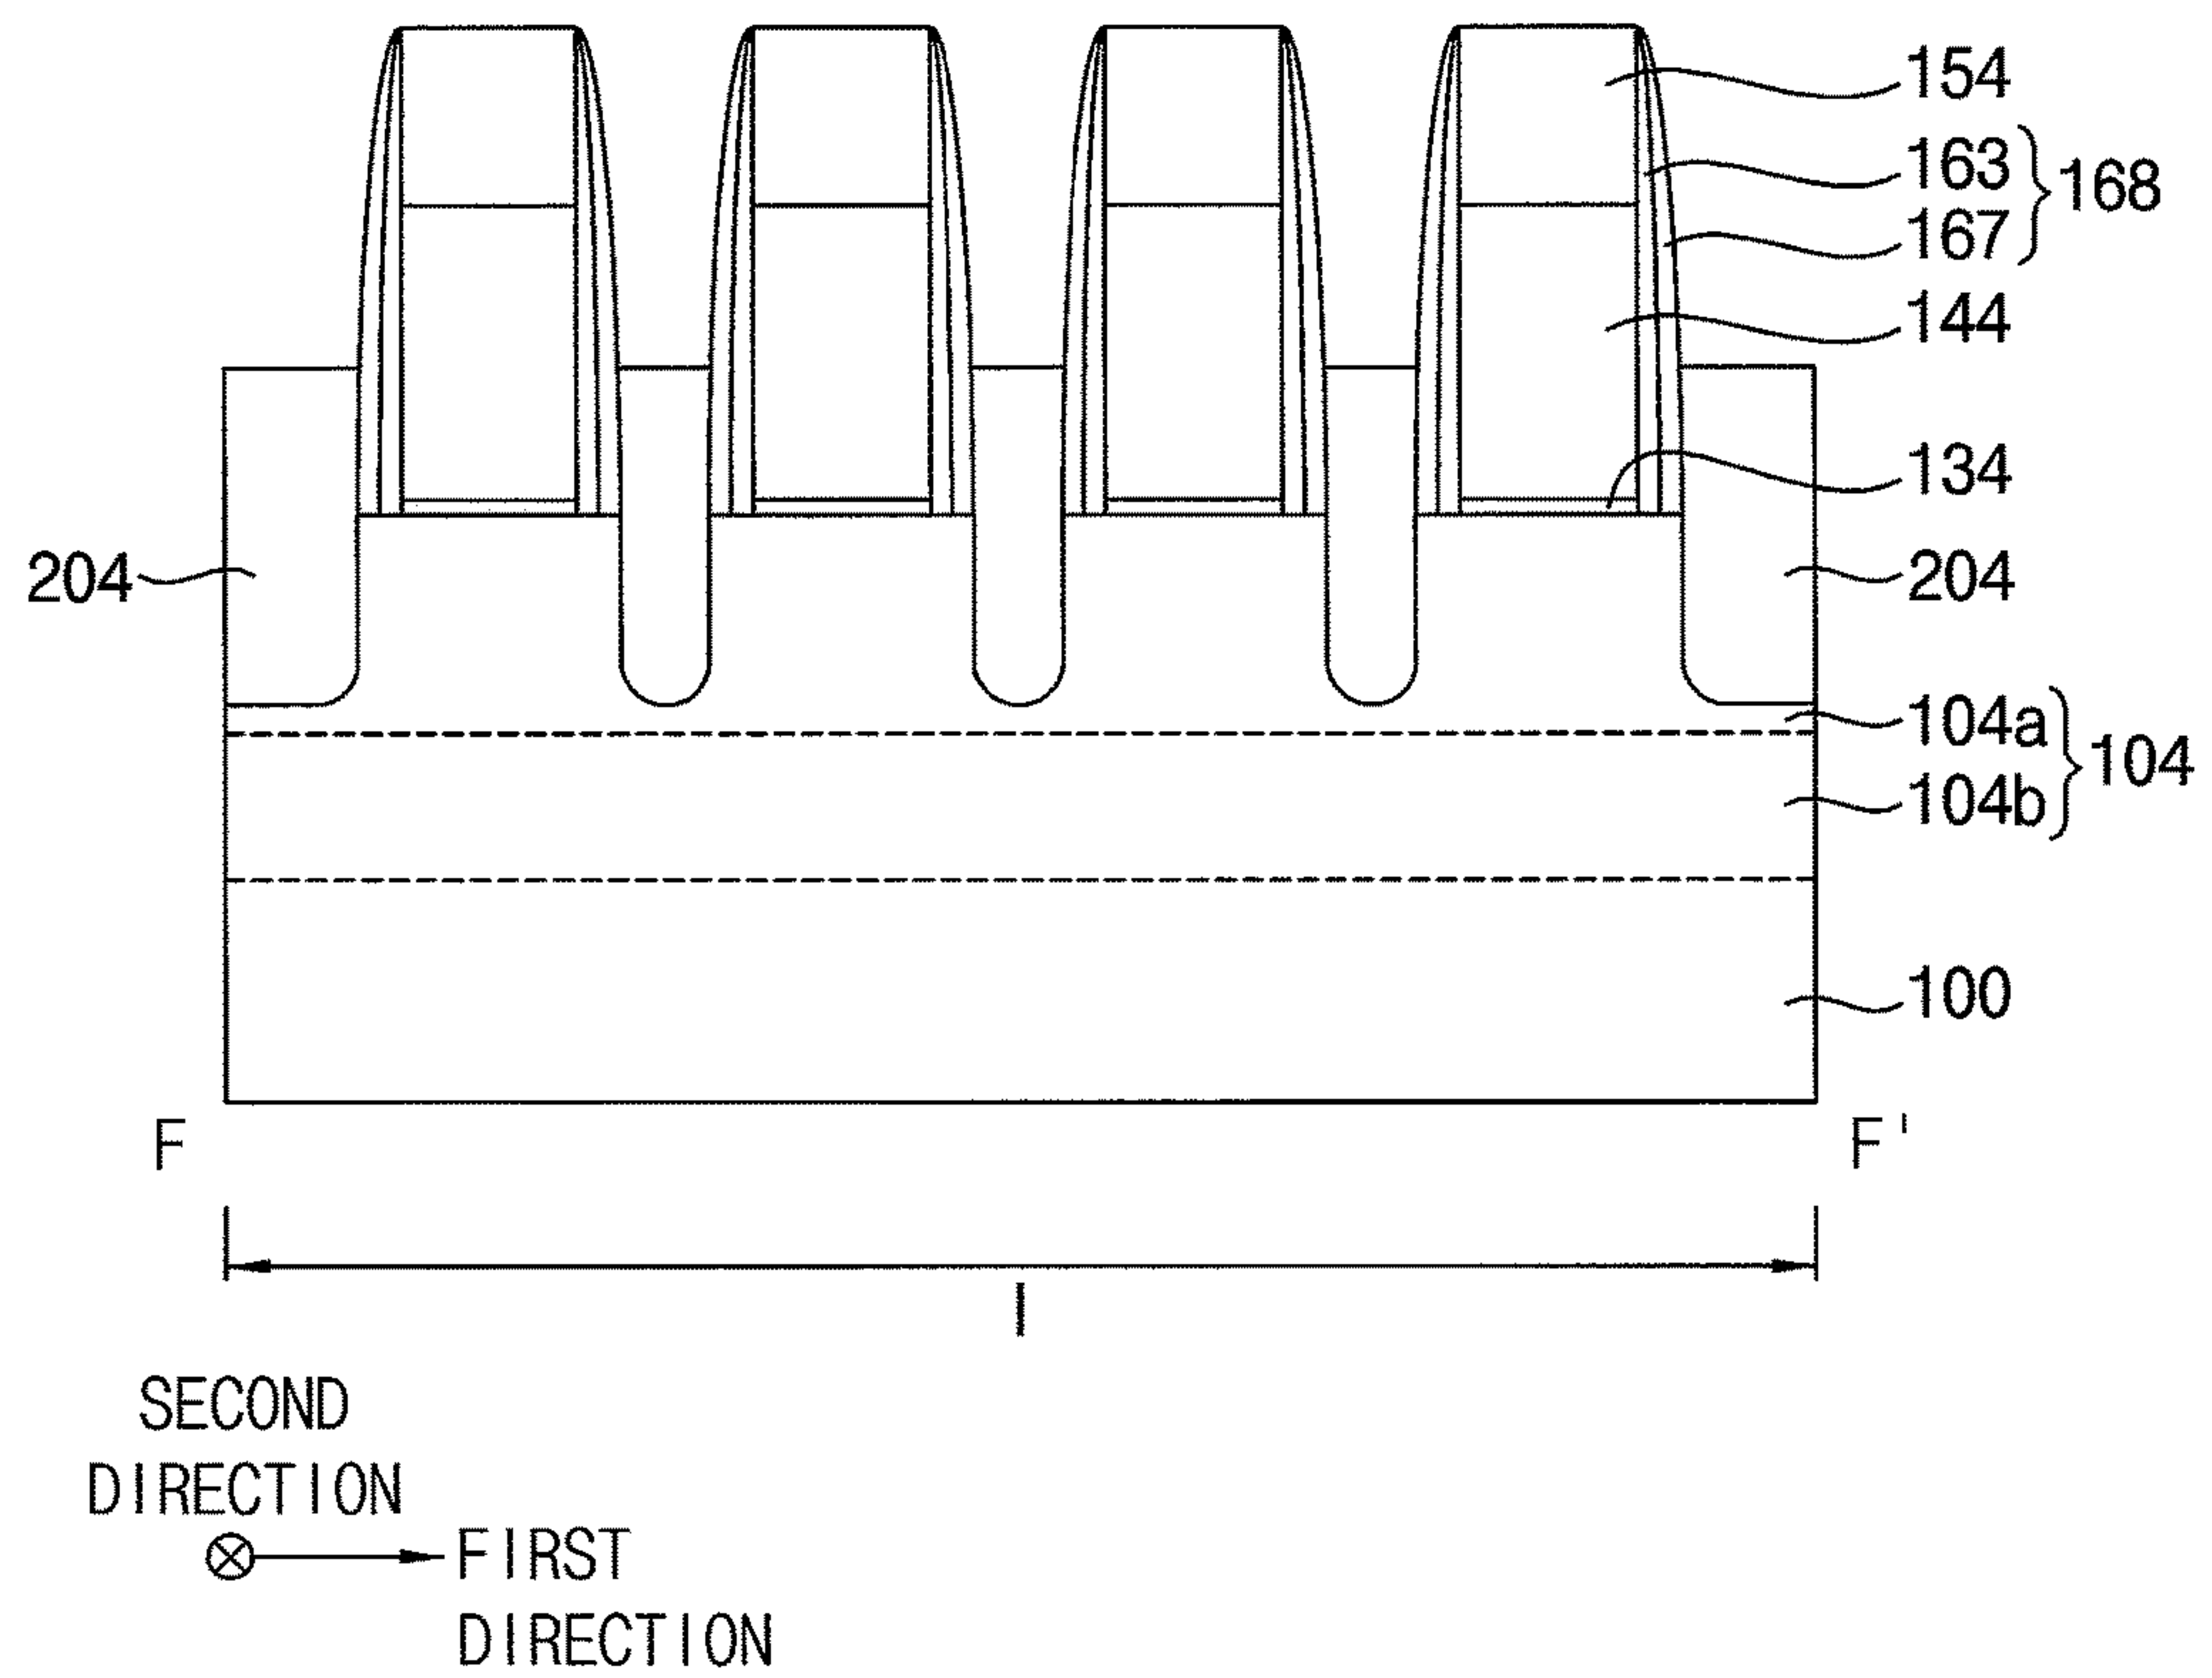 154
163
168
167
144
134
204
204
104a
104
104b
100
F
F'
I
SECOND
DIRECTION
FIRST
DIRECTION